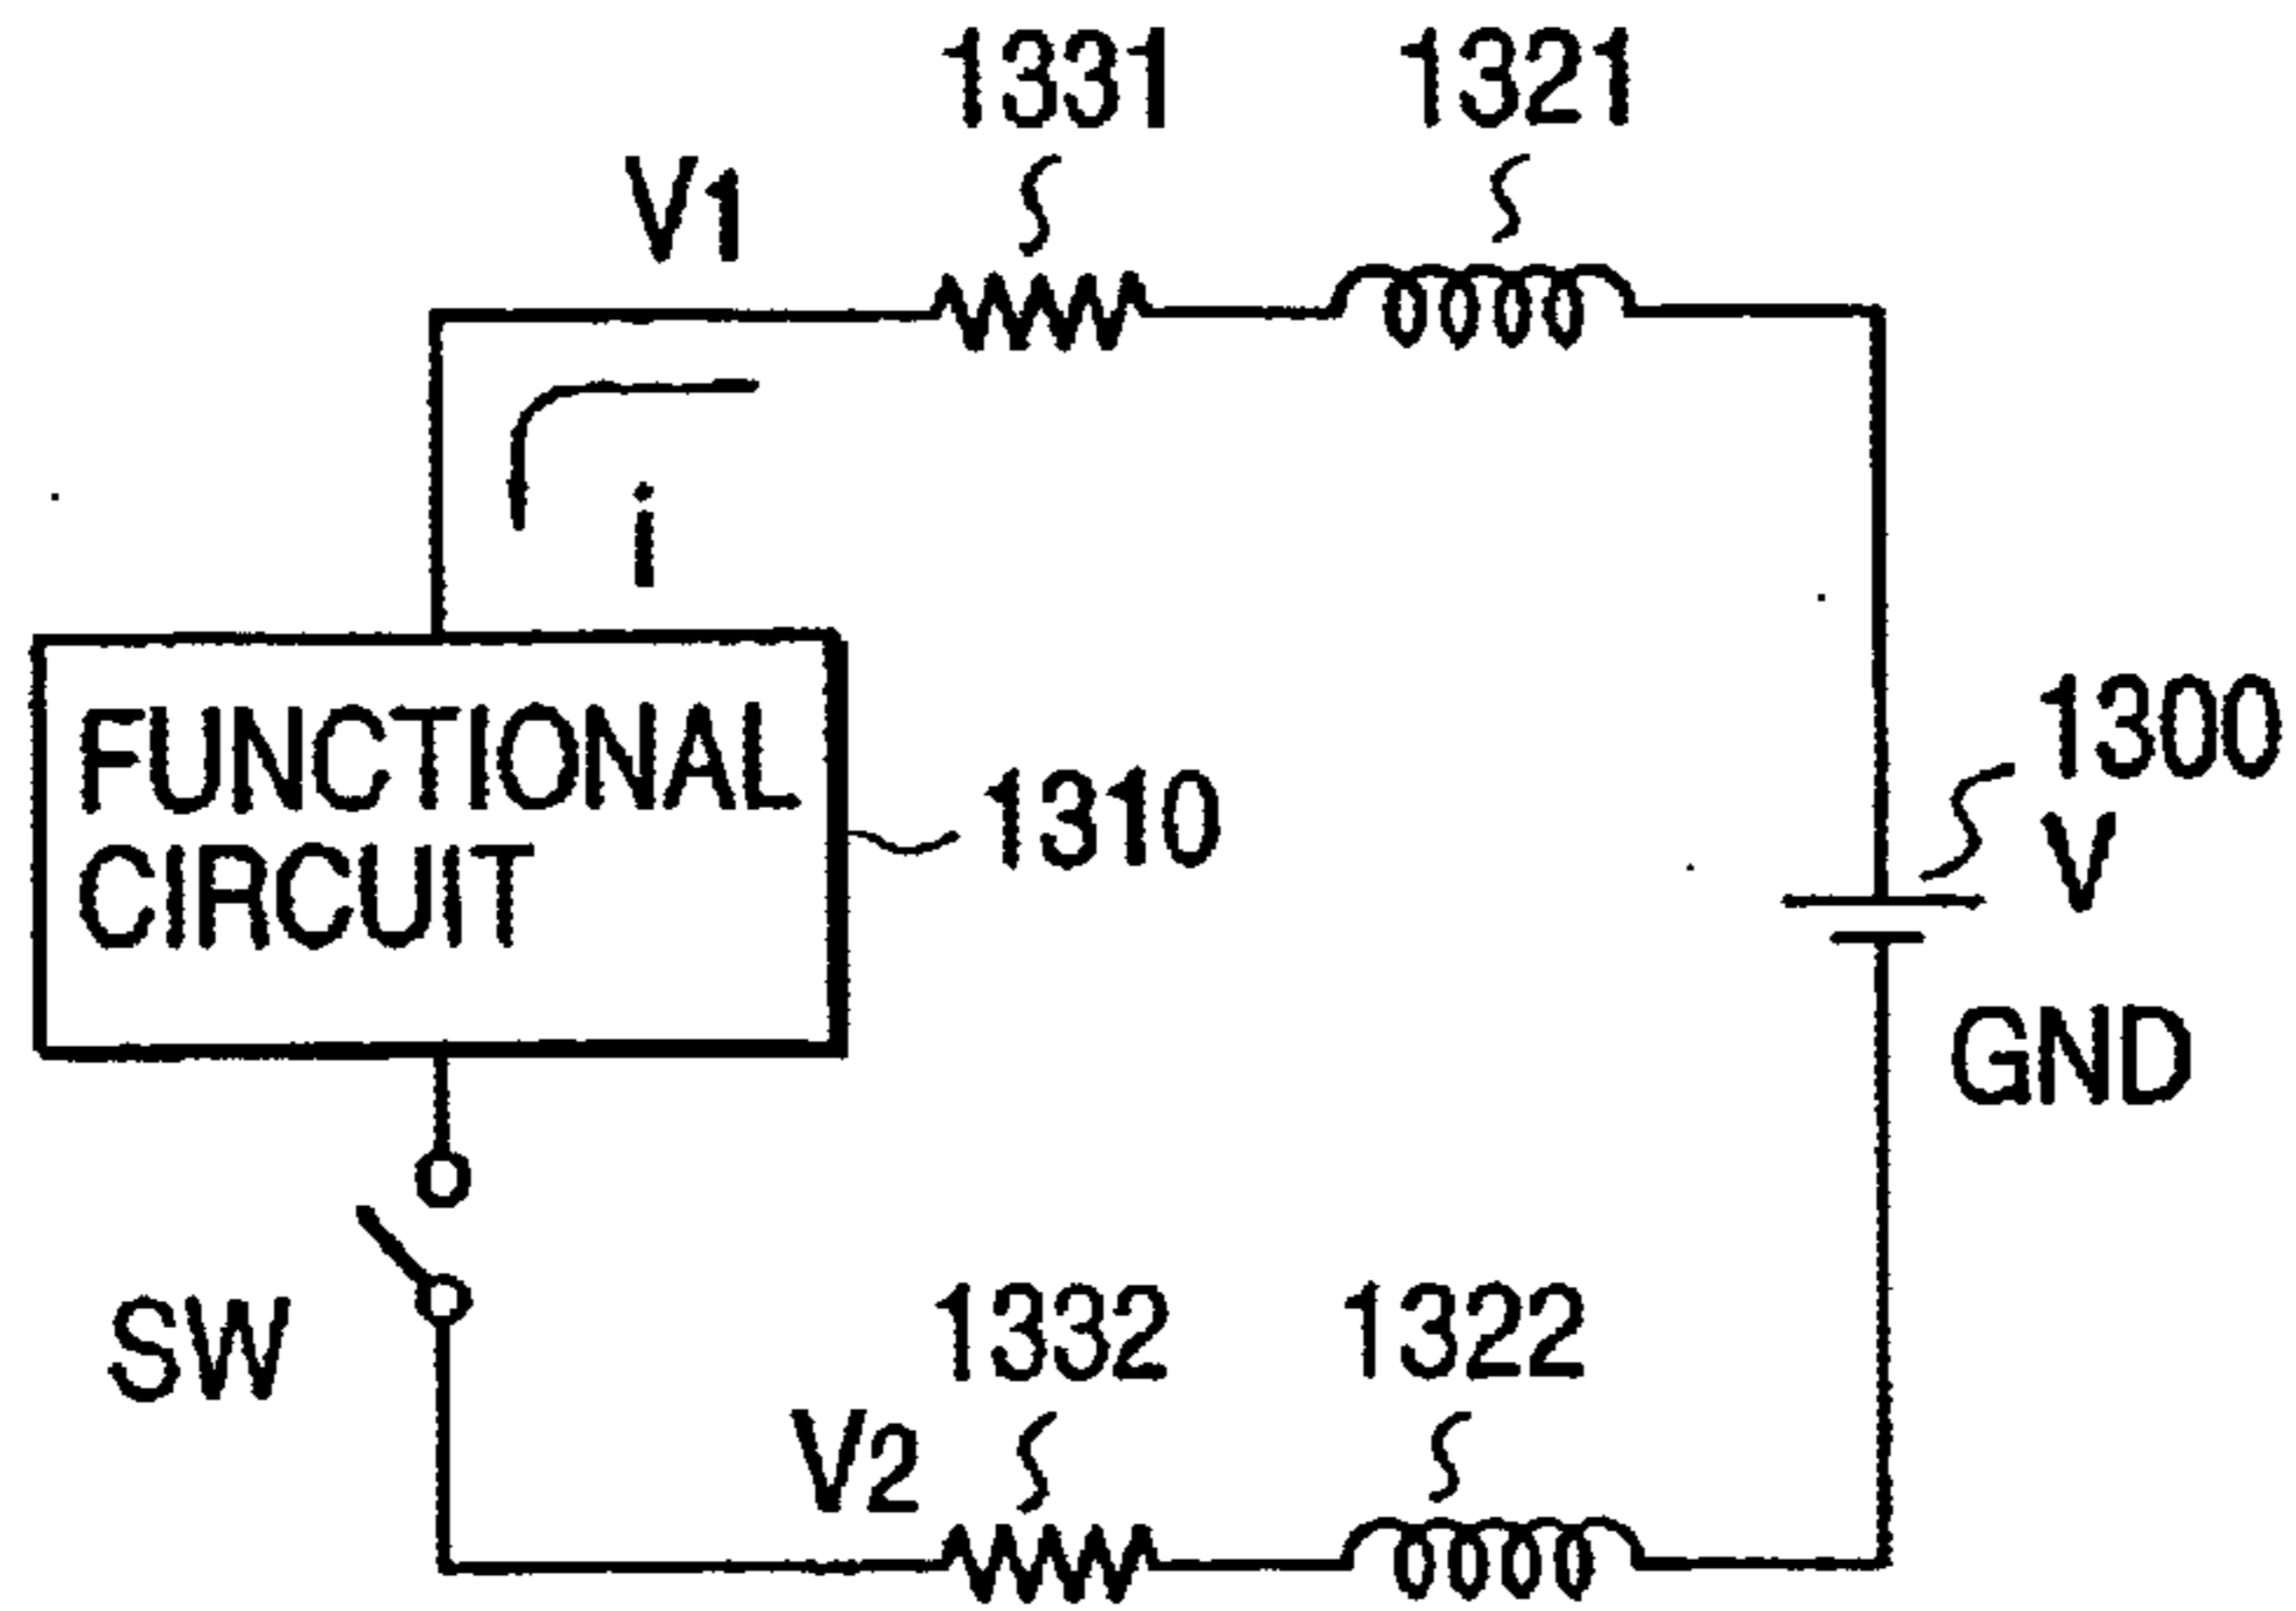 1331
1321
V1
i
FUNCTIONAL
CIRCUIT
1310
1300
V
GND
SW
1332
1322
V2